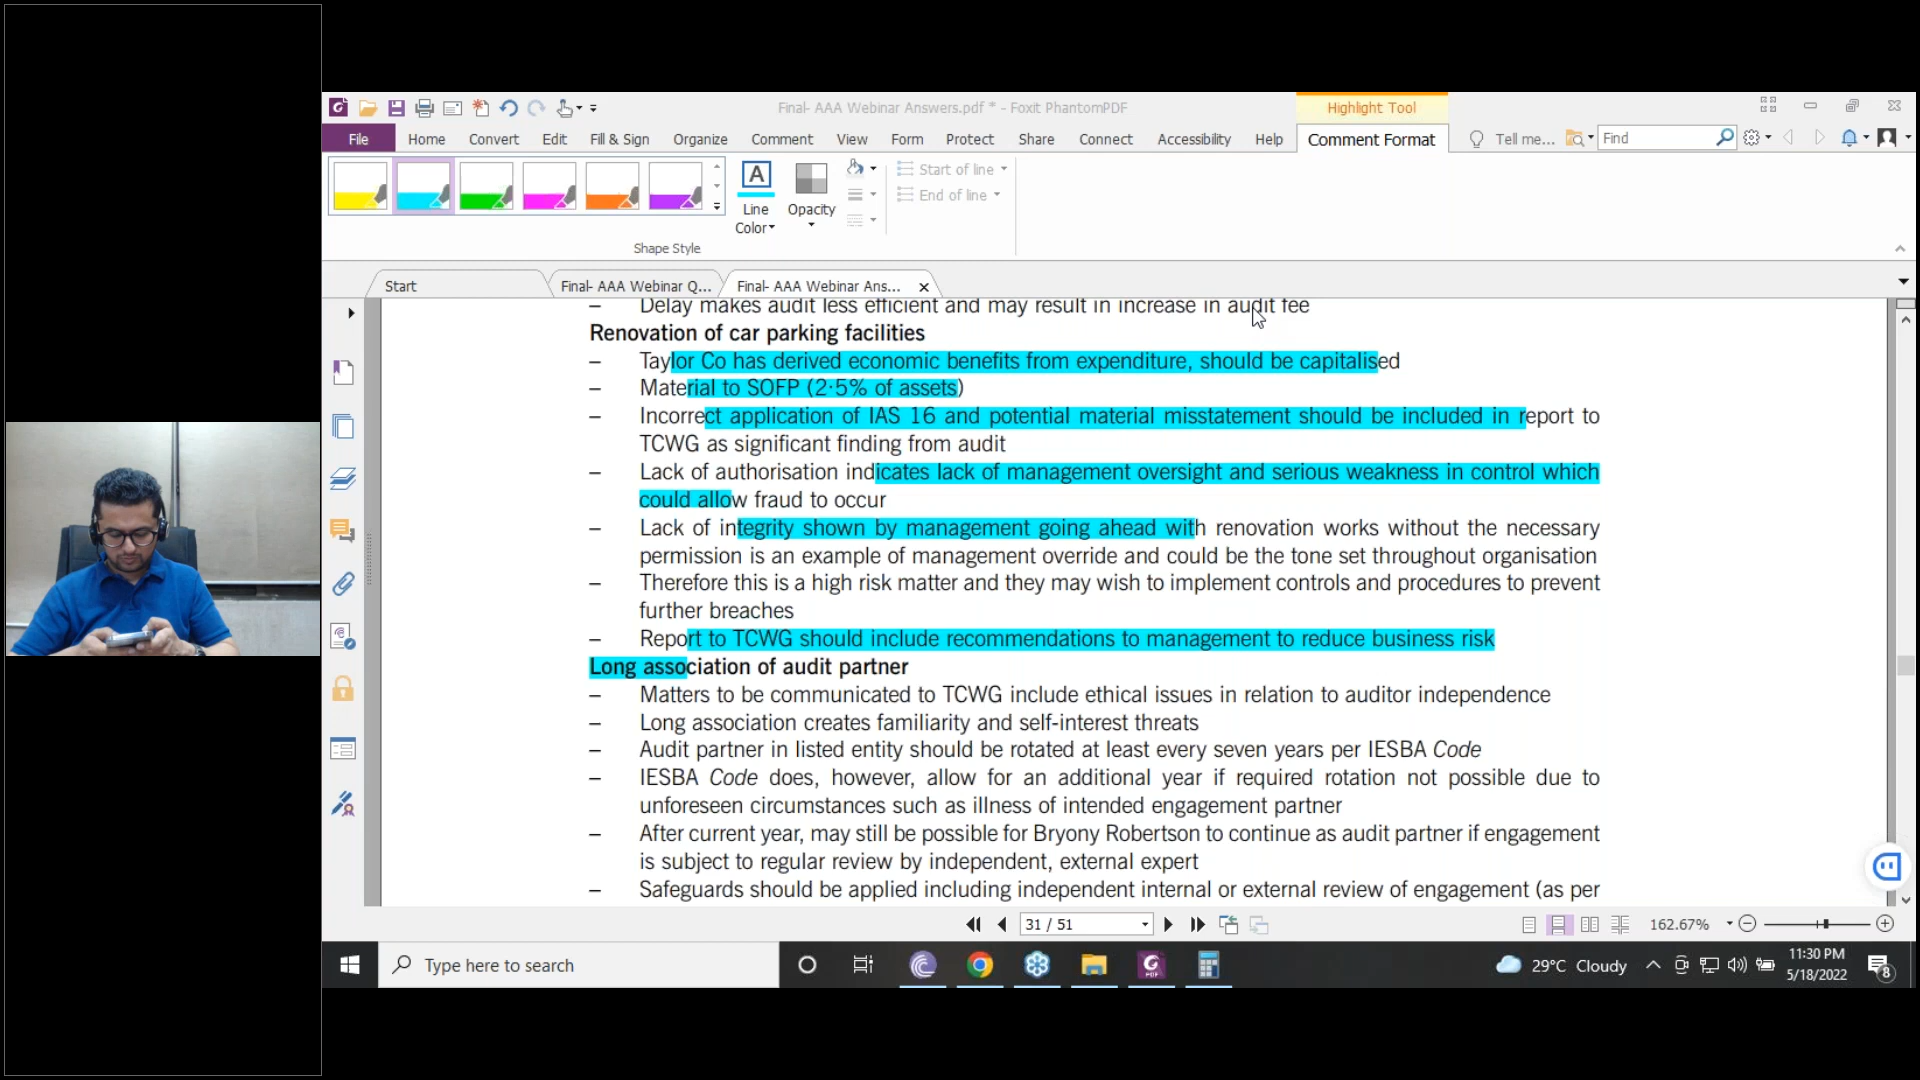 Final- AAA Webinar Answers.pdf * - Foxit PhantomPDF
Highlight Tool
File Home Convert Edit Fill & Sign Organize Comment View Form Protect Share Connect Accessibility Help Comment Format Tell me... Find
Line Color
Opacity
Start of line
End of line
Shape Style
Start
Final- AAA Webinar Q...
Final- AAA Webinar Ans...
– Delay makes audit less efficient and may result in increase in audit fee
Renovation of car parking facilities
– Taylor Co has derived economic benefits from expenditure, should be capitalised
– Material to SOFP (2·5% of assets)
– Incorrect application of IAS 16 and potential material misstatement should be included in report to
TCWG as significant finding from audit
– Lack of authorisation indicates lack of management oversight and serious weakness in control which
could allow fraud to occur
– Lack of integrity shown by management going ahead with renovation works without the necessary
permission is an example of management override and could be the tone set throughout organisation
– Therefore this is a high risk matter and they may wish to implement controls and procedures to prevent
further breaches
– Report to TCWG should include recommendations to management to reduce business risk
Long association of audit partner
– Matters to be communicated to TCWG include ethical issues in relation to auditor independence
– Long association creates familiarity and self-interest threats
– Audit partner in listed entity should be rotated at least every seven years per IESBA Code
– IESBA Code does, however, allow for an additional year if required rotation not possible due to
unforeseen circumstances such as illness of intended engagement partner
– After current year, may still be possible for Bryony Robertson to continue as audit partner if engagement
is subject to regular review by independent, external expert
– Safeguards should be applied including independent internal or external review of engagement (as per
31 / 51
162.67%
Type here to search
PDF
29°C Cloudy
11:30 PM
5/18/2022
8